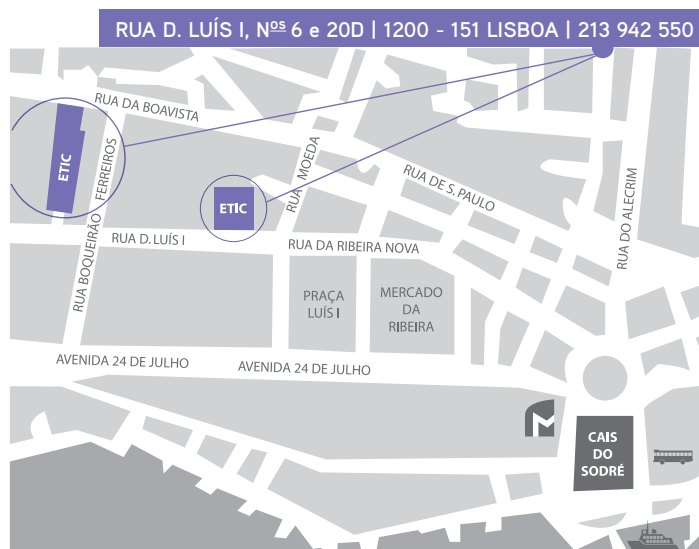 RUA D. LUÍS I, Nºˢ 6 e 20D | 1200 - 151 LISBOA | 213 942 550
RUA DA BOAVISTA
ETIC
RUA BOQUEIRÃO FERREIROS
RUA MOEDA
ETIC
RUA DE S. PAULO
RUA DO ALECRIM
RUA D. LUÍS I
RUA DA RIBEIRA NOVA
PRAÇA
LUÍS I
MERCADO
DA
RIBEIRA
AVENIDA 24 DE JULHO
AVENIDA 24 DE JULHO
M
CAIS
DO
SODRÉ